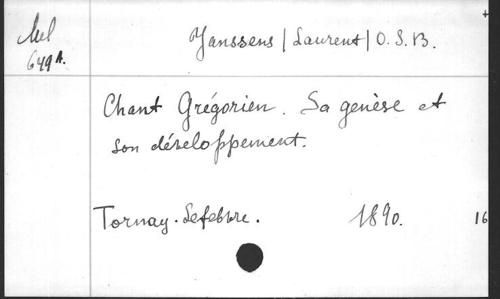 Mel
649A.
Janssens | Laurent | O.S.B.
Chant Grégorien. Sa genèse et
son développement.
Tornay. Lefebvre. 1890. 16